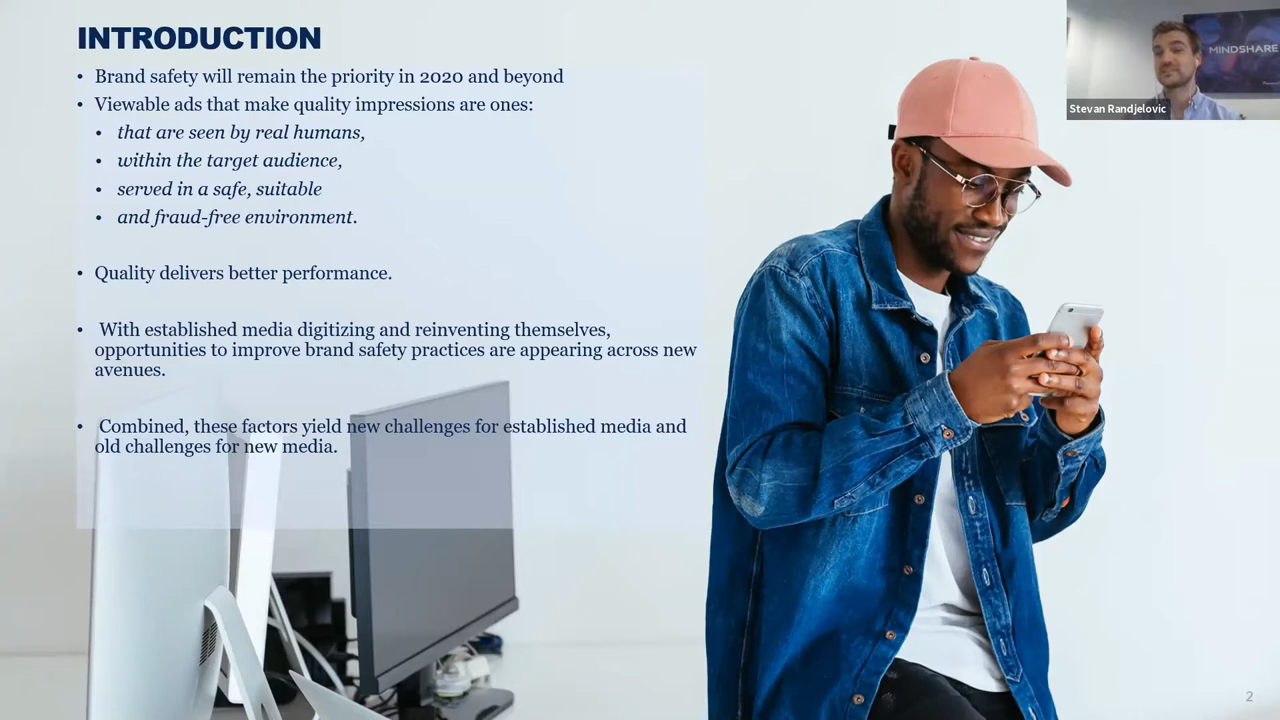 INTRODUCTION
• Brand safety will remain the priority in 2020 and beyond
• Viewable ads that make quality impressions are ones:
• that are seen by real humans,
• within the target audience,
• served in a safe, suitable
• and fraud-free environment.
• Quality delivers better performance.
• With established media digitizing and reinventing themselves,
opportunities to improve brand safety practices are appearing across new
avenues.
• Combined, these factors yield new challenges for established media and
old challenges for new media.
MINDSHARE
Stevan Randjelovic
2